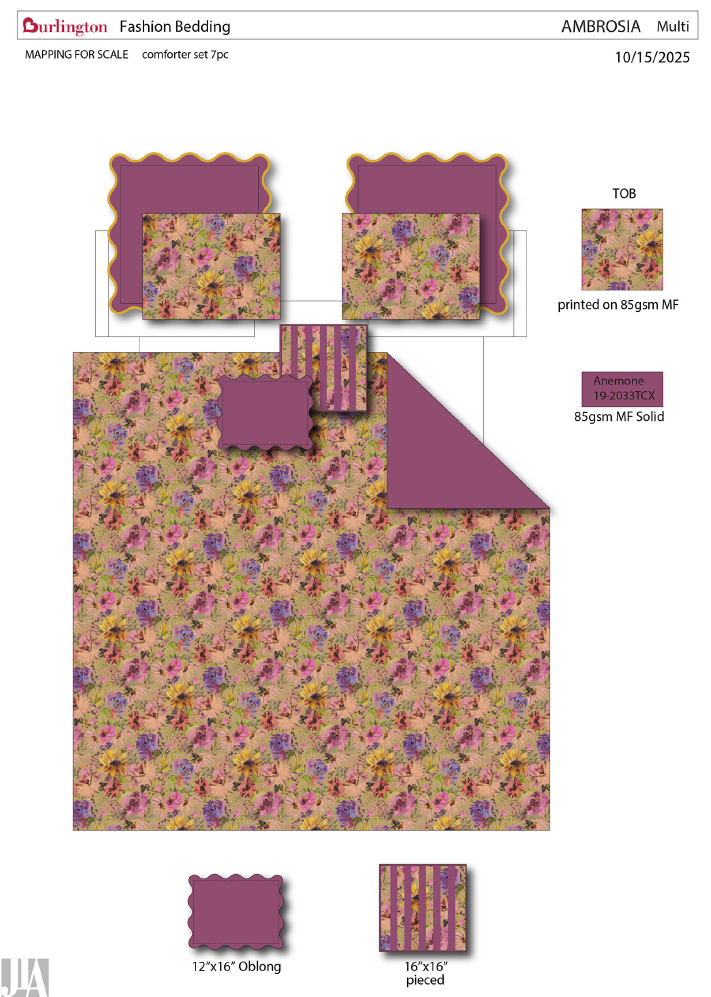 Burlington Fashion Bedding AMBROSIA Multi
MAPPING FOR SCALE comforter set 7pc 10/15/2025
TOB
printed on 85gsm MF
Anemone
19-2033TCX
85gsm MF Solid
12"x16" Oblong
16"x16"
pieced
JLA